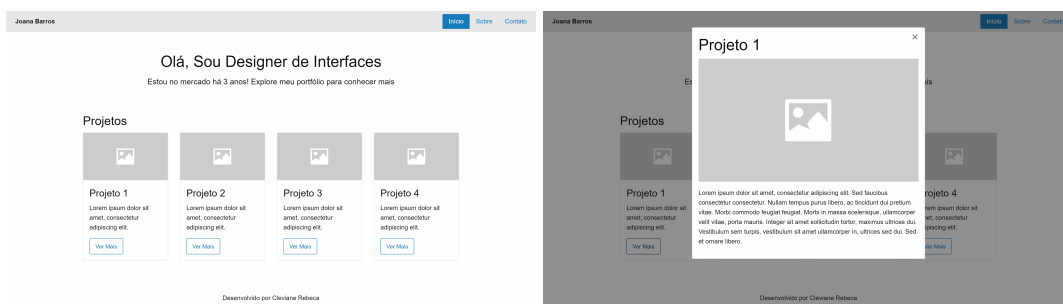 Joana Barros
Início Sobre Contato
Olá, Sou Designer de Interfaces
Estou no mercado há 3 anos! Explore meu portfólio para conhecer mais
Projetos
Projeto 1
Lorem ipsum dolor sit
amet, consectetur
adipiscing elit.
Ver Mais
Projeto 2
Lorem ipsum dolor sit
amet, consectetur
adipiscing elit.
Ver Mais
Projeto 3
Lorem ipsum dolor sit
amet, consectetur
adipiscing elit.
Ver Mais
Projeto 4
Lorem ipsum dolor sit
amet, consectetur
adipiscing elit.
Ver Mais
Desenvolvido por Cleviane Rebeca
Joana Barros
Início Sobre Contato
Projetos
Projeto 1
Lorem ipsum dolor sit
amet, consectetur
adipiscing elit.
Ver Mais
Projeto 1
×
Lorem ipsum dolor sit amet, consectetur adipiscing elit. Sed faucibus
consectetur consectetur. Nullam tempus purus libero, ac tincidunt dui pretium
vitae. Morbi commodo feugiat feugiat. Morbi in massa scelerisque, ullamcorper
velit vitae, porta mauris. Integer sit amet sollicitudin tortor, maximus ultrices dui.
Vestibulum sem turpis, vestibulum sit amet ullamcorper in, ultrices sed dui. Sed
et ornare libero.
rojeto 4
rem ipsum dolor sit
et, consectetur
ipiscing elit.
Ver Mais
Desenvolvido por Cleviane Rebeca